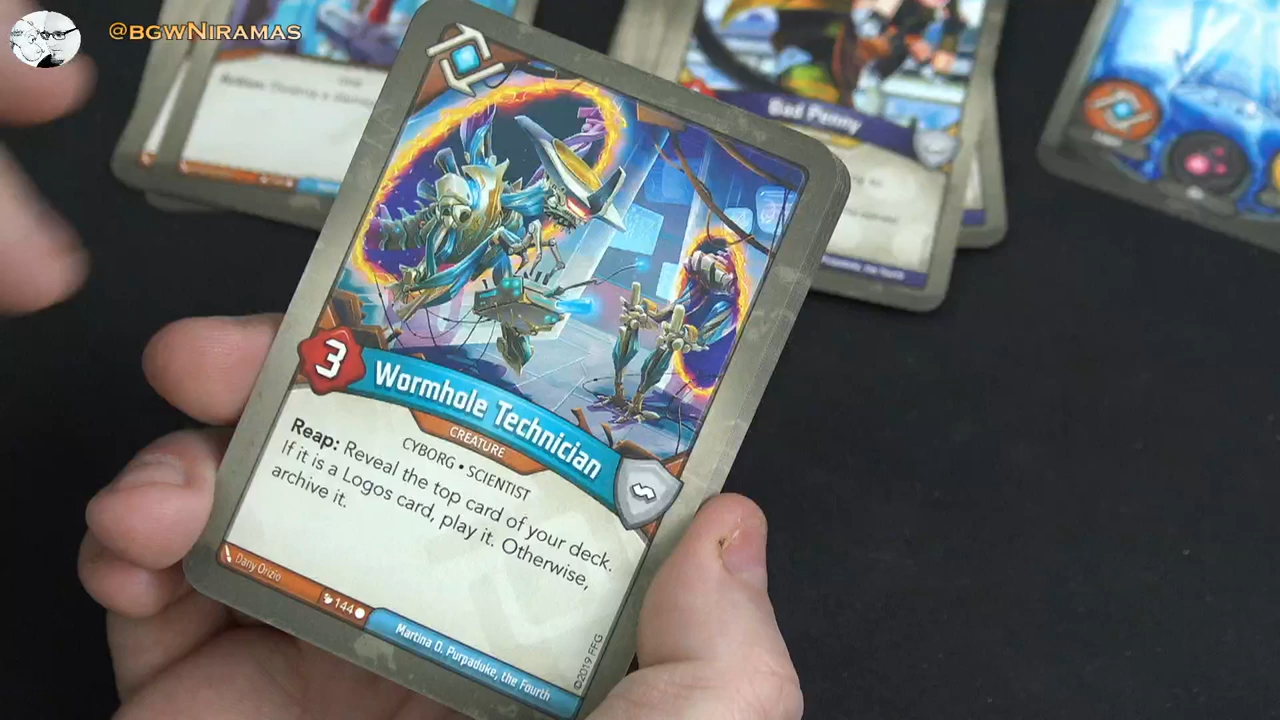 @BGWNIRAMAS
Bad Penny
3
Wormhole Technician
CREATURE
CYBORG • SCIENTIST
Reap: Reveal the top card of your deck.
If it is a Logos card, play it. Otherwise,
archive it.
Dany Orizio
144
Martina O. Purpaduke, the Fourth
©2019 FFG